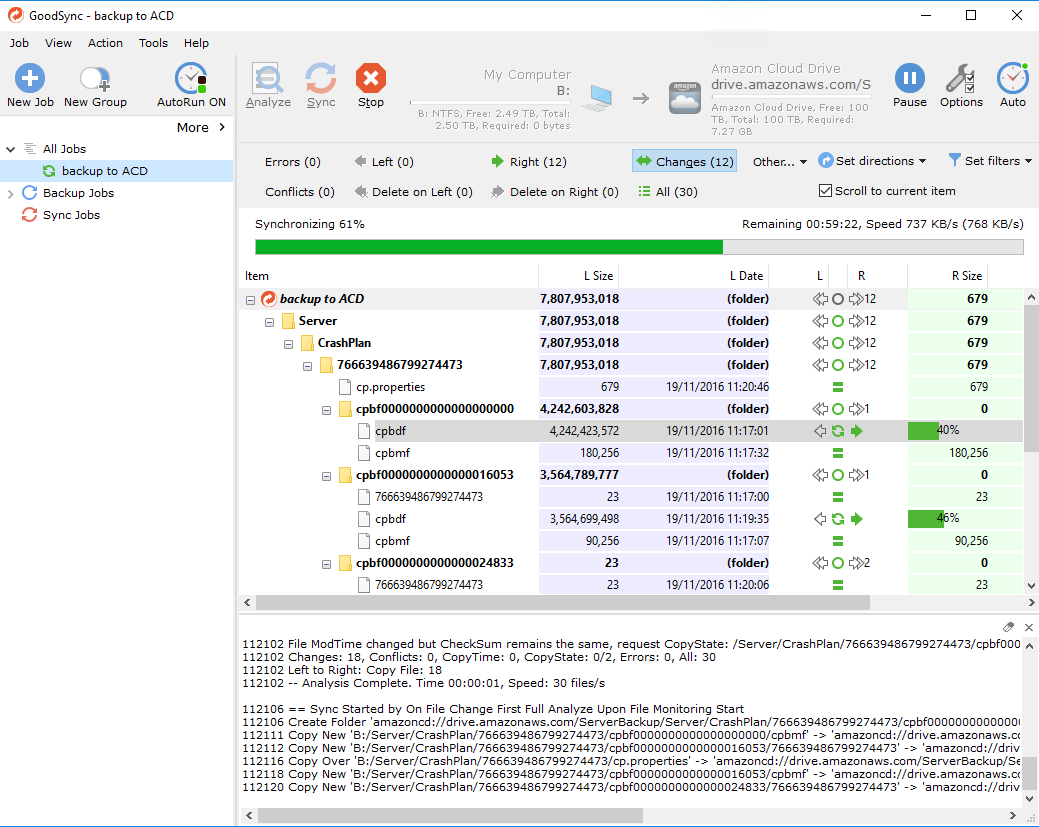 GoodSync - backup to ACD
Job View Action Tools Help
New Job New Group AutoRun ON
More
All Jobs
backup to ACD
Backup Jobs
Sync Jobs
Analyze Sync Stop
My Computer
B:
B: NTFS, Free: 2.49 TB, Total:
2.50 TB, Required: 0 bytes
amazon
Amazon Cloud Drive
drive.amazonaws.com/S
Amazon Cloud Drive, Free: 100
TB, Total: 100 TB, Required:
7.27 GB
Pause Options Auto
Errors (0) Left (0) Right (12) Changes (12) Other... Set directions Set filters
Conflicts (0) Delete on Left (0) Delete on Right (0) All (30) Scroll to current item
Synchronizing 61% Remaining 00:59:22, Speed 737 KB/s (768 KB/s)
Item L Size L Date L R R Size
backup to ACD 7,807,953,018 (folder) 12 679
Server 7,807,953,018 (folder) 12 679
CrashPlan 7,807,953,018 (folder) 12 679
766639486799274473 7,807,953,018 (folder) 12 679
cp.properties 679 19/11/2016 11:20:46 679
cpbf0000000000000000000 4,242,603,828 (folder) 1 0
cpbdf 4,242,423,572 19/11/2016 11:17:01 40%
cpbmf 180,256 19/11/2016 11:17:32 180,256
cpbf0000000000000016053 3,564,789,777 (folder) 1 0
766639486799274473 23 19/11/2016 11:17:00 23
cpbdf 3,564,699,498 19/11/2016 11:19:35 46%
cpbmf 90,256 19/11/2016 11:17:07 90,256
cpbf0000000000000024833 23 (folder) 2 0
766639486799274473 23 19/11/2016 11:20:06 23
112102 File ModTime changed but CheckSum remains the same, request CopyState: /Server/CrashPlan/766639486799274473/cpbf000
112102 Changes: 18, Conflicts: 0, CopyTime: 0, CopyState: 0/2, Errors: 0, All: 30
112102 Left to Right: Copy File: 18
112102 -- Analysis Complete. Time 00:00:01, Speed: 30 files/s
112106 == Sync Started by On File Change First Full Analyze Upon File Monitoring Start
112106 Create Folder 'amazoncd://drive.amazonaws.com/ServerBackup/Server/CrashPlan/766639486799274473/cpbf000000000000
112111 Copy New 'B:/Server/CrashPlan/766639486799274473/cpbf0000000000000000000/cpbmf' -> 'amazoncd://drive.amazonaws.co
112112 Copy New 'B:/Server/CrashPlan/766639486799274473/cpbf0000000000000016053/766639486799274473' -> 'amazoncd://driv
112116 Copy Over 'B:/Server/CrashPlan/766639486799274473/cp.properties' -> 'amazoncd://drive.amazonaws.com/ServerBackup/Se
112118 Copy New 'B:/Server/CrashPlan/766639486799274473/cpbf0000000000000016053/cpbmf' -> 'amazoncd://drive.amazonaws.co
112120 Copy New 'B:/Server/CrashPlan/766639486799274473/cpbf0000000000000024833/766639486799274473' -> 'amazoncd://driv